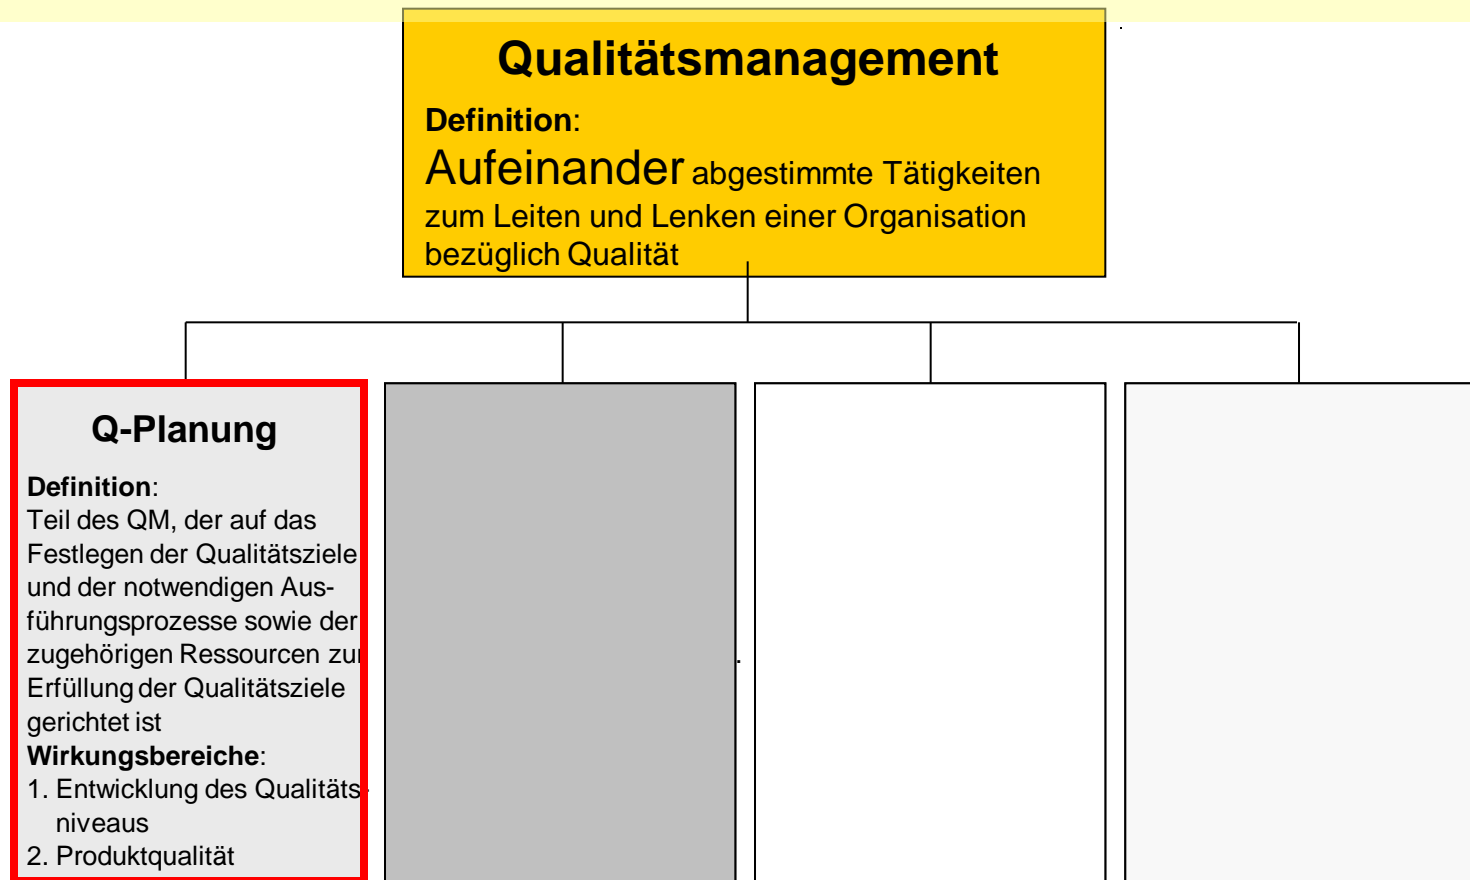 Qualitätsmanagement
Definition:
Aufeinander abgestimmte Tätigkeiten
zum Leiten und Lenken einer Organisation
bezüglich Qualität
Q-Planung
Definition:
Teil des QM, der auf das
Festlegen der Qualitätsziele
und der notwendigen Aus-
führungsprozesse sowie der
zugehörigen Ressourcen zur
Erfüllung der Qualitätsziele
gerichtet ist
Wirkungsbereiche:
1. Entwicklung des Qualitäts-
niveaus
2. Produktqualität